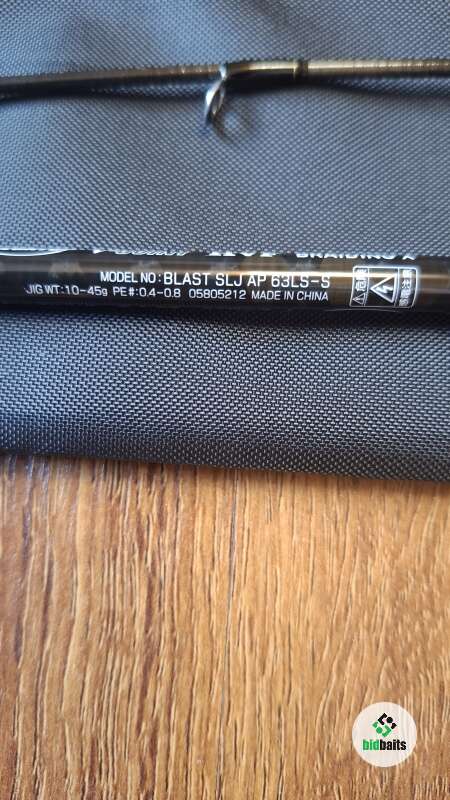 BRAIDING X
MODEL NO: BLAST SLJ AP 63LS-S
JIG WT: 10-45g PE#: 0.4-0.8 05805212 MADE IN CHINA
bidbaits